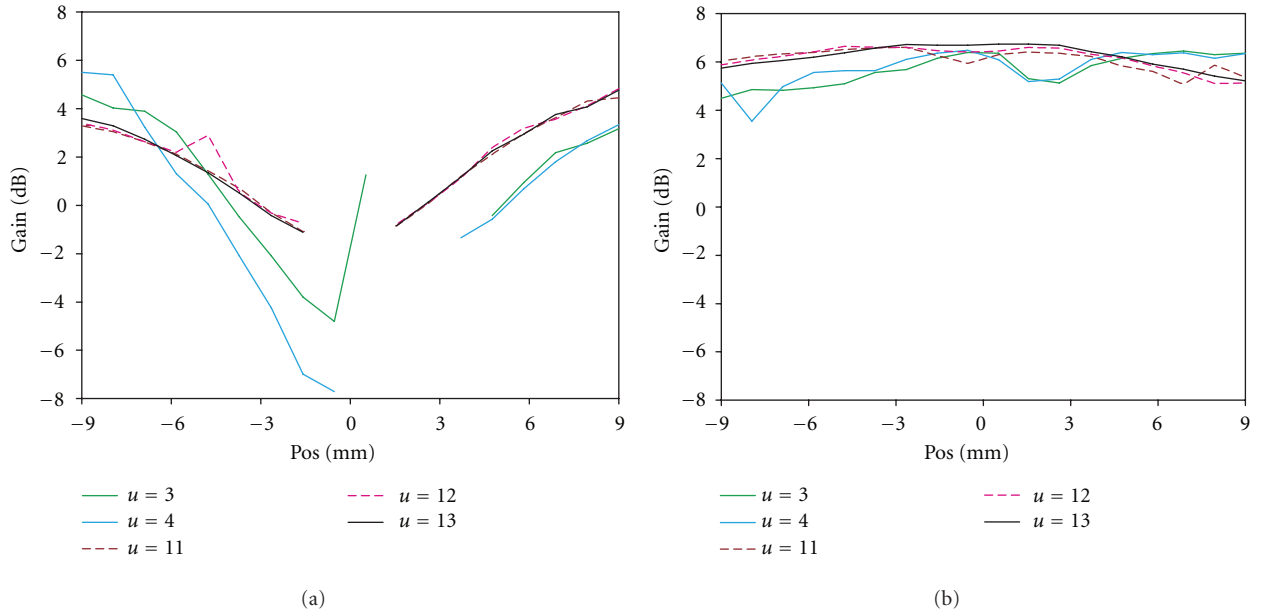 8
6
4
2
0
−2
−4
−6
−8
Gain (dB)
−9 −6 −3 0 3 6 9
Pos (mm)
u = 3
u = 4
u = 11
u = 12
u = 13
(a)
8
6
4
2
0
−2
−4
−6
−8
Gain (dB)
−9 −6 −3 0 3 6 9
Pos (mm)
u = 3
u = 4
u = 11
u = 12
u = 13
(b)